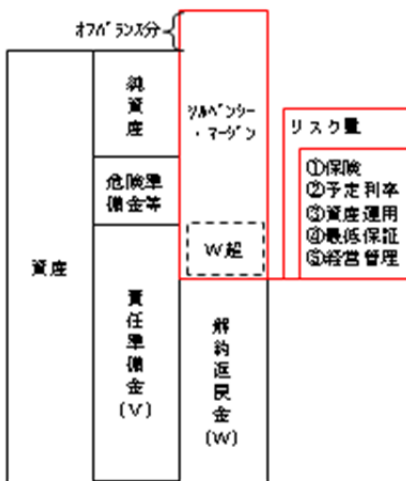 オフバランス分
純資産
危険準備金等
資産
責任準備金(V)
ソルベンシー・マージン
W超
解約返戻金(W)
リスク量
①保険
②予定利率
③資産運用
④最低保証
⑤経営管理